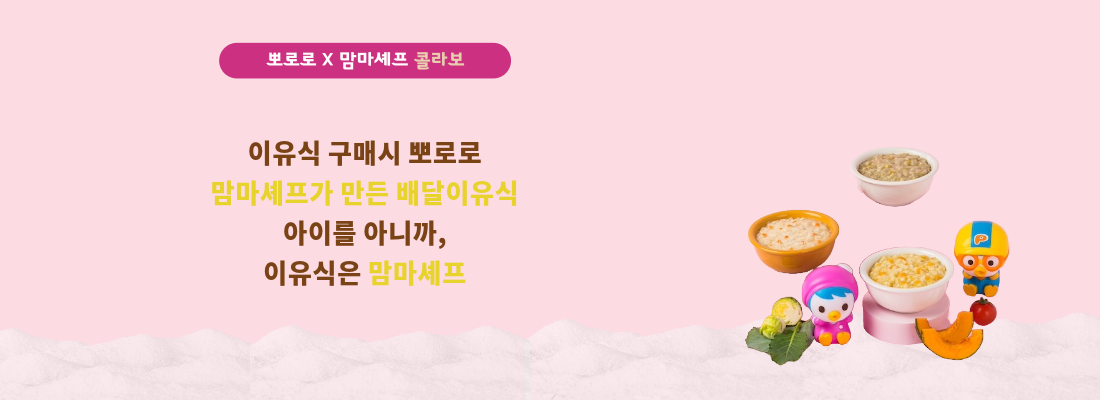 뽀로로 X 맘마셰프 콜라보
이유식 구매시 뽀로로
맘마셰프가 만든 배달이유식
아이를 아니까,
이유식은 맘마셰프
P